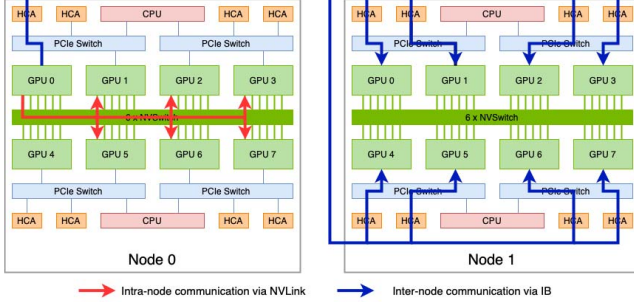 HCA HCA CPU HCA HCA HCA HCA CPU HCA HCA
PCIe Switch PCIe Switch PCIe Switch PCIe Switch
GPU 0 GPU 1 GPU 2 GPU 3 GPU 0 GPU 1 GPU 2 GPU 3
6 x NVSwitch 6 x NVSwitch
GPU 4 GPU 5 GPU 6 GPU 7 GPU 4 GPU 5 GPU 6 GPU 7
PCIe Switch PCIe Switch PCIe Switch PCIe Switch
HCA HCA CPU HCA HCA HCA HCA CPU HCA HCA
Node 0 Node 1
Intra-node communication via NVLink Inter-node communication via IB